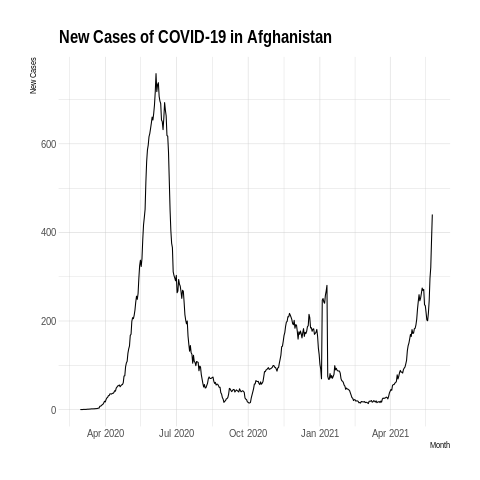 New Cases of COVID-19 in Afghanistan
New Cases
600
400
200
0
Apr 2020 Jul 2020 Oct 2020 Jan 2021 Apr 2021
Month